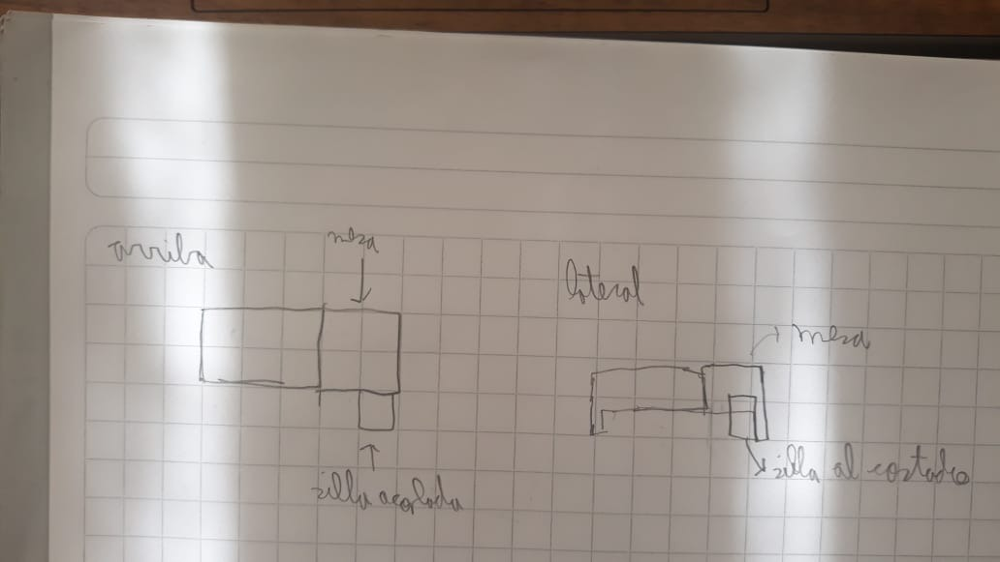 arriba
mesa
silla acoplada
lateral
mesa
silla al costado